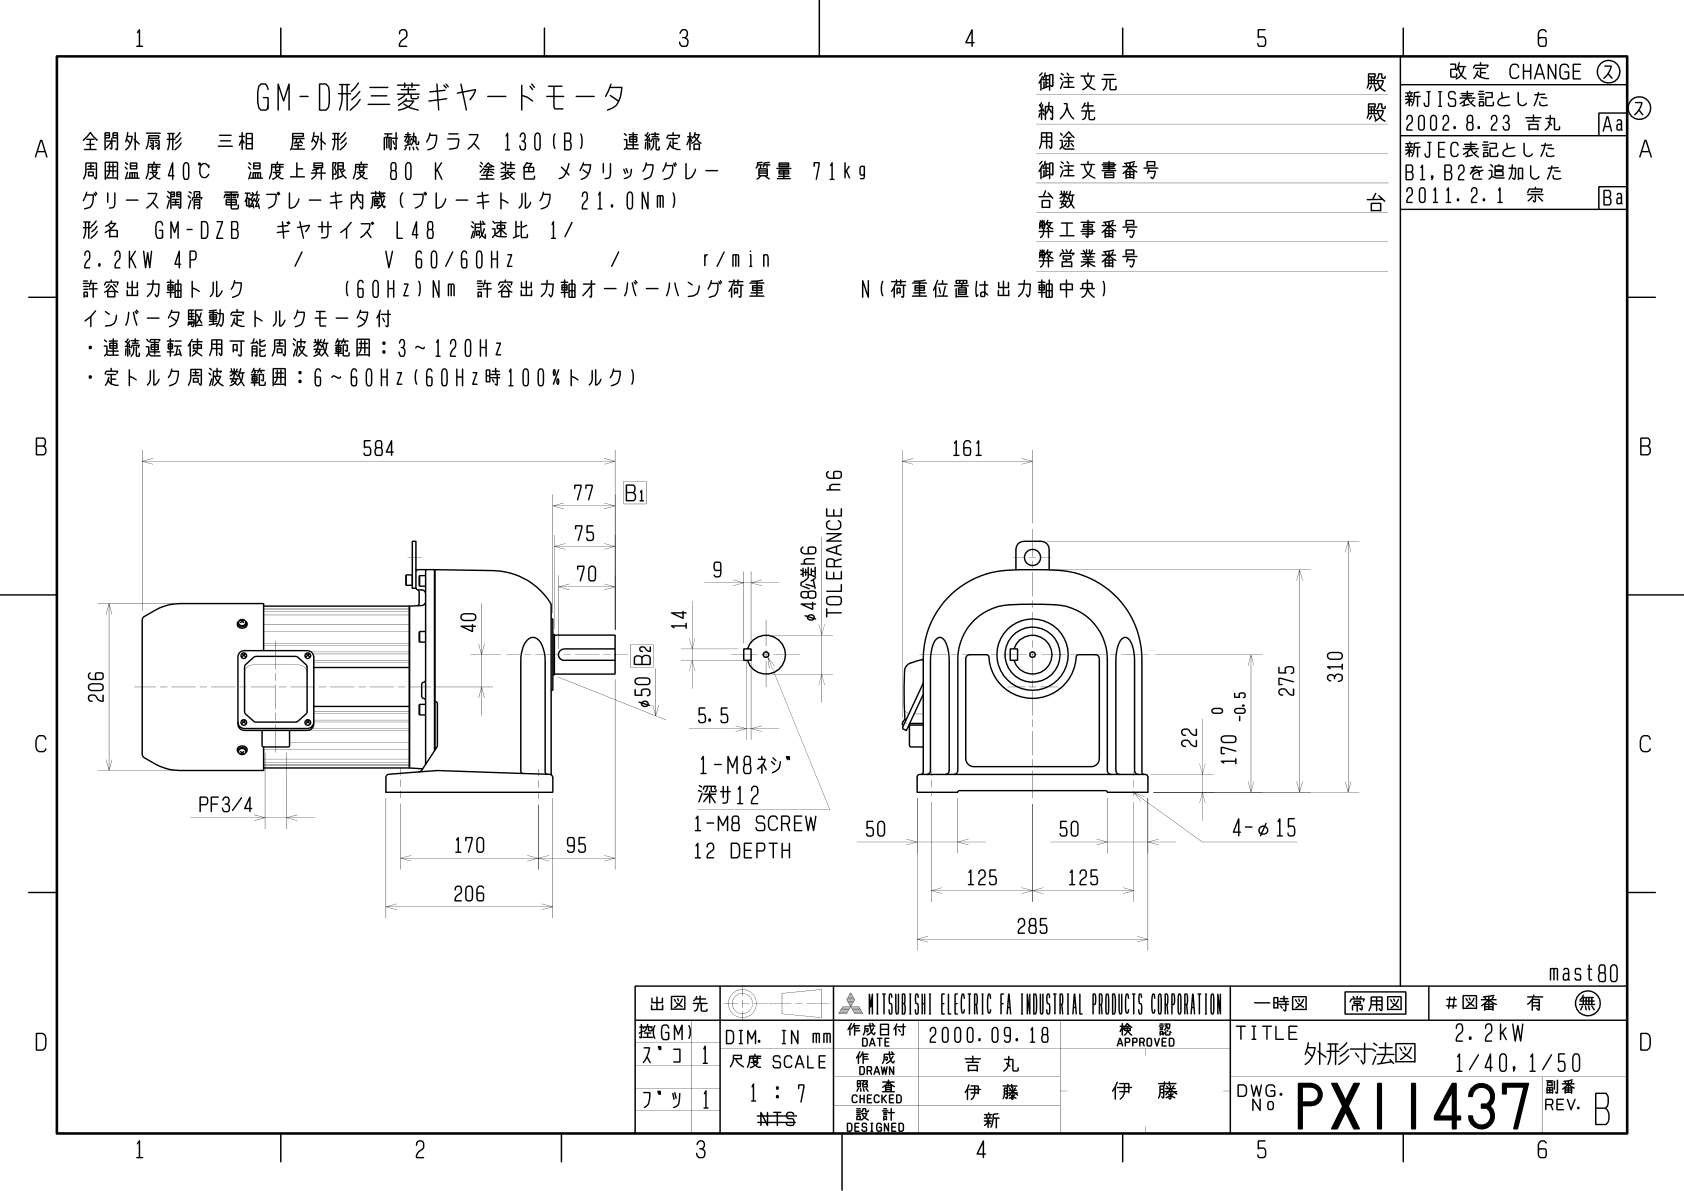 1 2 3 4 5 6
GM-D形三菱ギヤードモータ
全閉外扇形 三相 屋外形 耐熱クラス 130(B) 連続定格
周囲温度40℃ 温度上昇限度 80 K 塗装色 メタリックグレー 質量 71kg
グリース潤滑 電磁ブレーキ内蔵(ブレーキトルク 21.0Nm)
形名 GM-DZB ギヤサイズ L48 減速比 1/
2.2KW 4P / V 60/60Hz / r/min
許容出力軸トルク (60Hz)Nm 許容出力軸オーバーハング荷重 N(荷重位置は出力軸中央)
インバータ駆動定トルクモータ付
・連続運転使用可能周波数範囲:3~120Hz
・定トルク周波数範囲:6~60Hz(60Hz時100%トルク)
御注文元 殿
納入先 殿
用途
御注文書番号
台数 台
弊工事番号
弊営業番号
改定 CHANGE ス
新JIS表記とした
2002.8.23 吉丸 Aa
新JEC表記とした
B1,B2を追加した
2011.2.1 宗 Ba
ス
A A
B B
C C
D D
584
77 B1
75
70
40
206
B2
φ50
PF3/4
170 95
206
9
14
5.5
φ48公差h6
TOLERANCE h6
1-M8ネジ
深サ12
1-M8 SCREW
12 DEPTH
161
310
275
170 0 -0.5
22
50 50
4-φ15
125 125
285
mast80
出図先
控(GM)
ズコ 1
ブツ 1
DIM. IN mm
尺度 SCALE
1 : 7
NTS
MITSUBISHI ELECTRIC FA INDUSTRIAL PRODUCTS CORPORATION
作成日付 DATE 2000.09.18
作成 DRAWN 吉丸
照査 CHECKED 伊藤
設計 DESIGNED 新
検認 APPROVED
伊藤
一時図 常用図 #図番 有 無
TITLE
外形寸法図
2.2kW
1/40,1/50
DWG. No PX11437
副番 REV. B
1 2 3 4 5 6